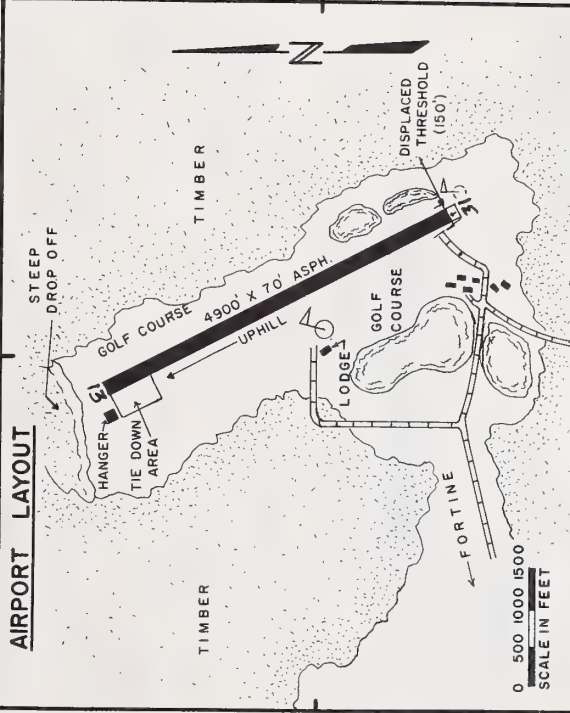 AIRPORT LAYOUT
STEEP
DROP OFF
N
TIMBER
13
HANGER
TIE DOWN
AREA
GOLF COURSE
4900' X 70' ASPH.
UPHILL
DISPLACED
THRESHOLD
(150')
31
LODGE
GOLF
COURSE
TIMBER
FORTINE
0 500 1000 1500
SCALE IN FEET